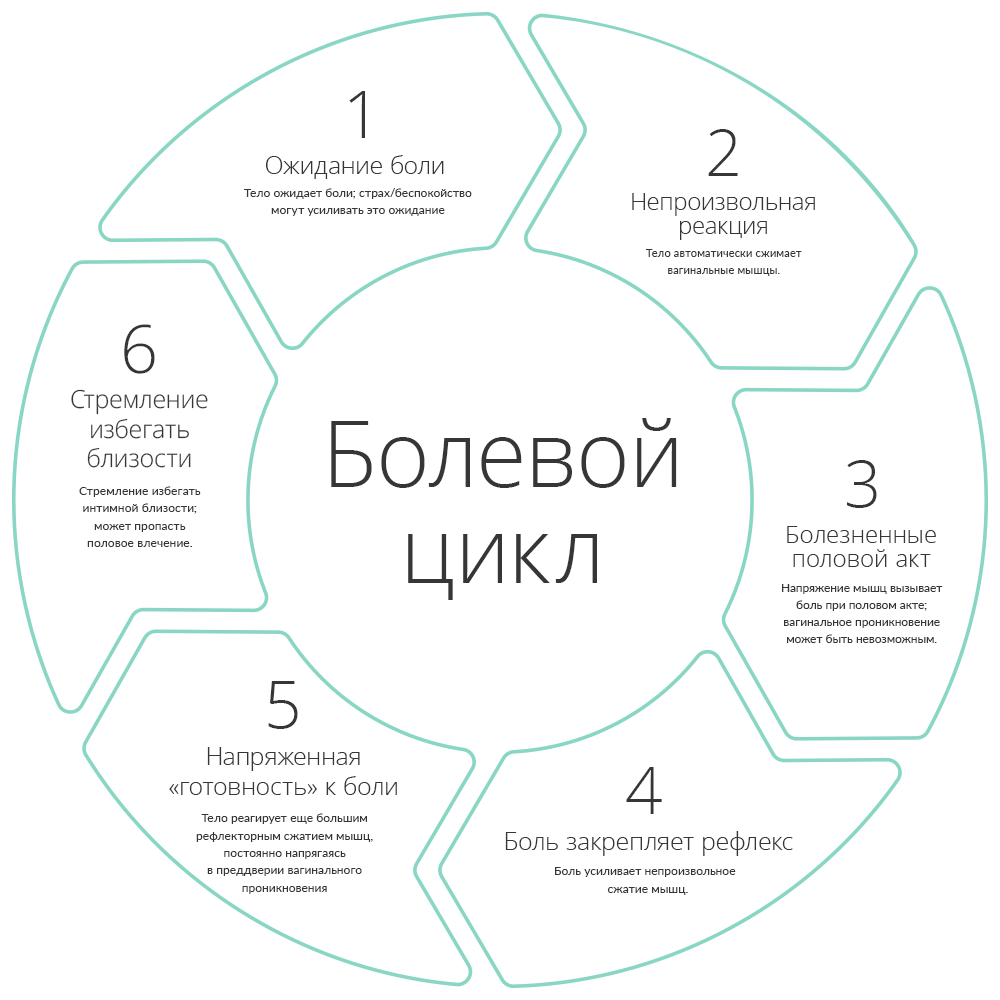 1
Ожидание боли
Тело ожидает боли; страх/беспокойство
могут усиливать это ожидание
2
Непроизвольная
реакция
Тело автоматически сжимает
вагинальные мышцы.
3
Болезненные
половой акт
Напряжение мышц вызывает
боль при половом акте;
вагинальное проникновение
может быть невозможным.
4
Боль закрепляет рефлекс
Боль усиливает непроизвольное
сжатие мышц.
5
Напряженная
«готовность» к боли
Тело реагирует еще большим
рефлекторным сжатием мышц,
постоянно напрягаясь
в преддверии вагинального
проникновения
6
Стремление
избегать
близости
Стремление избегать
интимной близости;
может пропасть
половое влечение.
Болевой
цикл